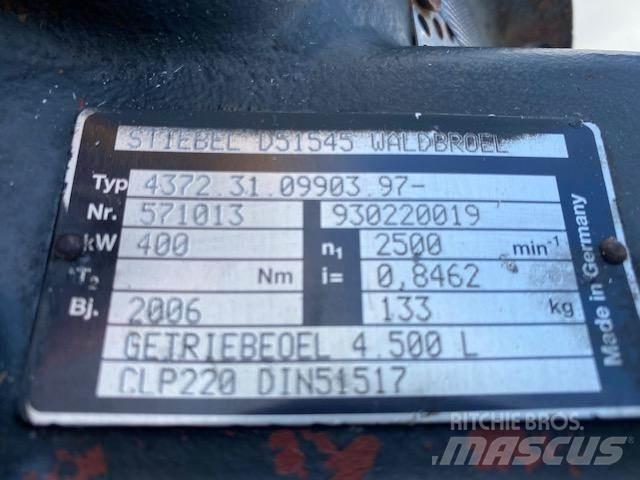 STIEBEL D51545 WALDBROEL
Typ 4372.31.09903.97-
Nr. 571013 930220019
kW 400 n1 2500 min-1
T2 Nm i= 0,8462
Bj. 2006 133 kg
GETRIEBEOEL 4.500 L
CLP220 DIN51517
Made in Germany
RITCHIE BROS.
MASCUS